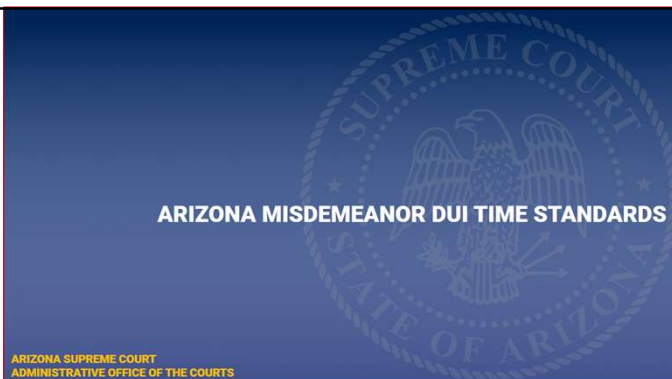 SUPREME COURT
STATE OF ARIZONA
ARIZONA MISDEMEANOR DUI TIME STANDARDS
ARIZONA SUPREME COURT
ADMINISTRATIVE OFFICE OF THE COURTS